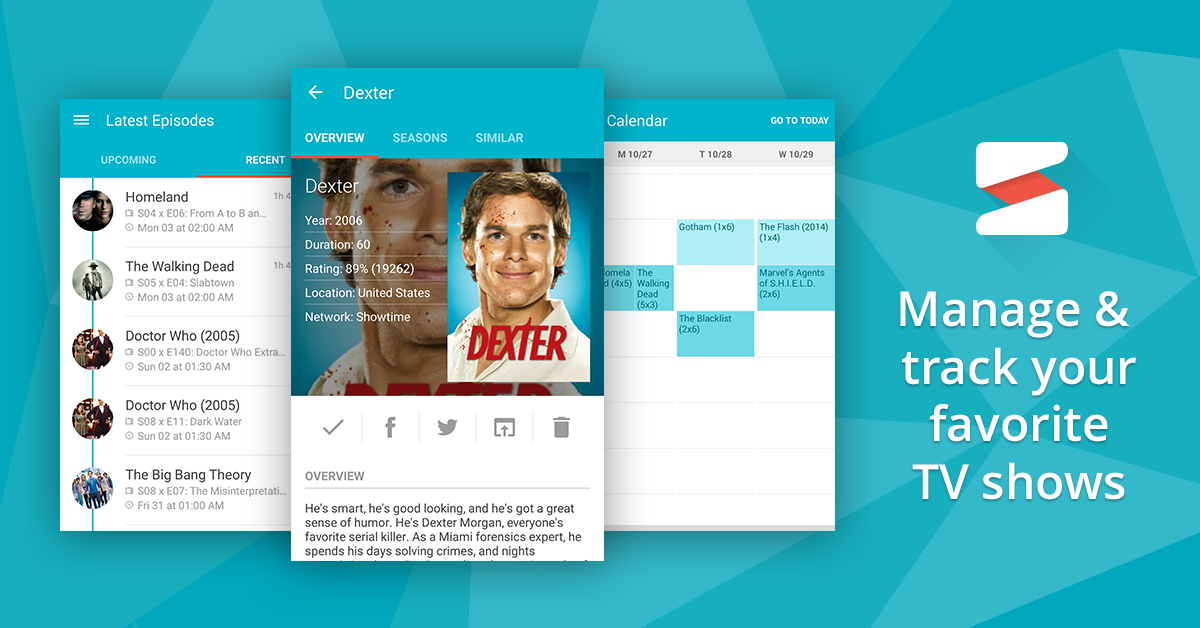 Latest Episodes
UPCOMING
RECENT
Homeland
1h 4
S04 x E06: From A to B an...
Mon 03 at 02:00 AM
The Walking Dead
1h 4
S05 x E04: Slabtown
Mon 03 at 02:00 AM
Doctor Who (2005)
S00 x E140: Doctor Who Extra...
Sun 02 at 01:30 AM
Doctor Who (2005)
S08 x E11: Dark Water
Sun 02 at 01:30 AM
The Big Bang Theory
S08 x E07: The Misinterpretati...
Fri 31 at 01:00 AM
Dexter
OVERVIEW
SEASONS
SIMILAR
Dexter
Year: 2006
Duration: 60
Rating: 89% (19262)
Location: United States
Network: Showtime
DEXTER
DEXTER
OVERVIEW
He's smart, he's good looking, and he's got a great
sense of humor. He's Dexter Morgan, everyone's
favorite serial killer. As a Miami forensics expert, he
spends his days solving crimes, and nights
Calendar
GO TO TODAY
M 10/27
T 10/28
W 10/29
Gotham (1x6)
The Flash (2014)
(1x4)
omela
d (4x5)
The
Walking
Dead
(5x3)
Marvel's Agents
of S.H.I.E.L.D.
(2x6)
The Blacklist
(2x6)
Manage &
track your
favorite
TV shows